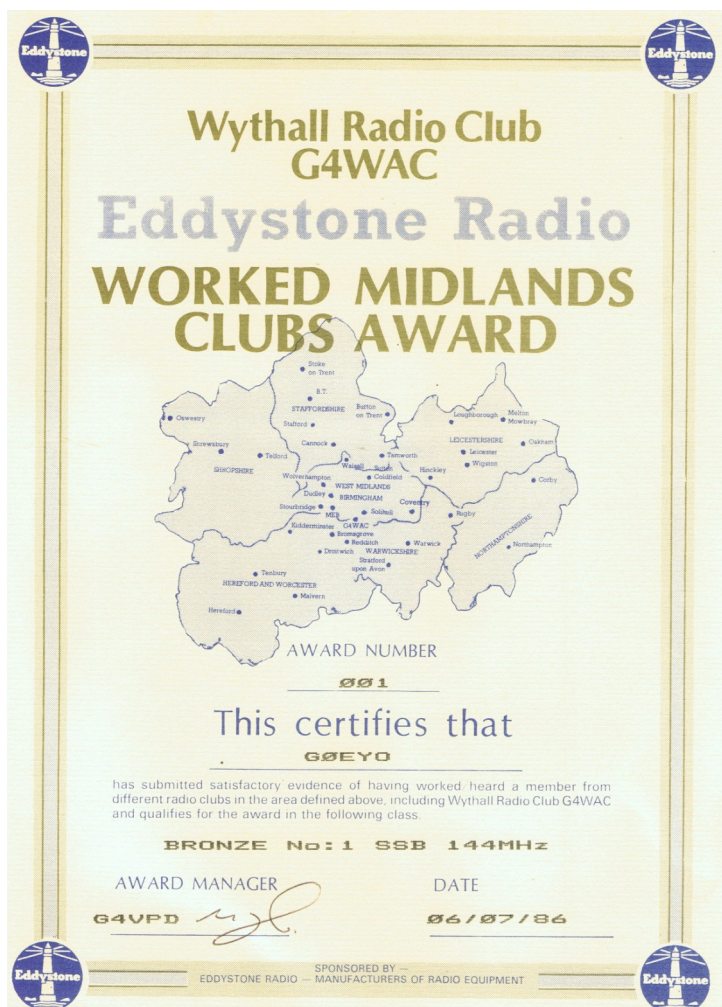 Eddystone
Eddystone
Wythall Radio Club
G4WAC
Eddystone Radio
WORKED MIDLANDS
CLUBS AWARD
Stoke
on Trent
B.T.
STAFFORDSHIRE
Burton
on Trent
Stafford
Loughborough
Melton
Mowbray
Oswestry
LEICESTERSHIRE
Oakham
Shrewsbury
Cannock
Leicester
Telford
Tamworth
Walsall
Sutton
Coldfield
Wigston
SHROPSHIRE
Wolverhampton
Hinckley
Corby
WEST MIDLANDS
Dudley
BIRMINGHAM
Coventry
Stourbridge
MEB
Solihull
Rugby
Kidderminster
G4WAC
Bromsgrove
Redditch
Warwick
NORTHAMPTONSHIRE
Northampton
Droitwich
WARWICKSHIRE
Stratford
upon Avon
Tenbury
HEREFORD AND WORCESTER
Malvern
Hereford
AWARD NUMBER
ØØ1
This certifies that
GØEYO
has submitted satisfactory evidence of having worked/heard a member from
different radio clubs in the area defined above, including Wythall Radio Club G4WAC
and qualifies for the award in the following class.
BRONZE No:1 SSB 144MHz
AWARD MANAGER
DATE
G4VPD
Ø6/Ø7/86
SPONSORED BY —
EDDYSTONE RADIO — MANUFACTURERS OF RADIO EQUIPMENT
Eddystone
Eddystone